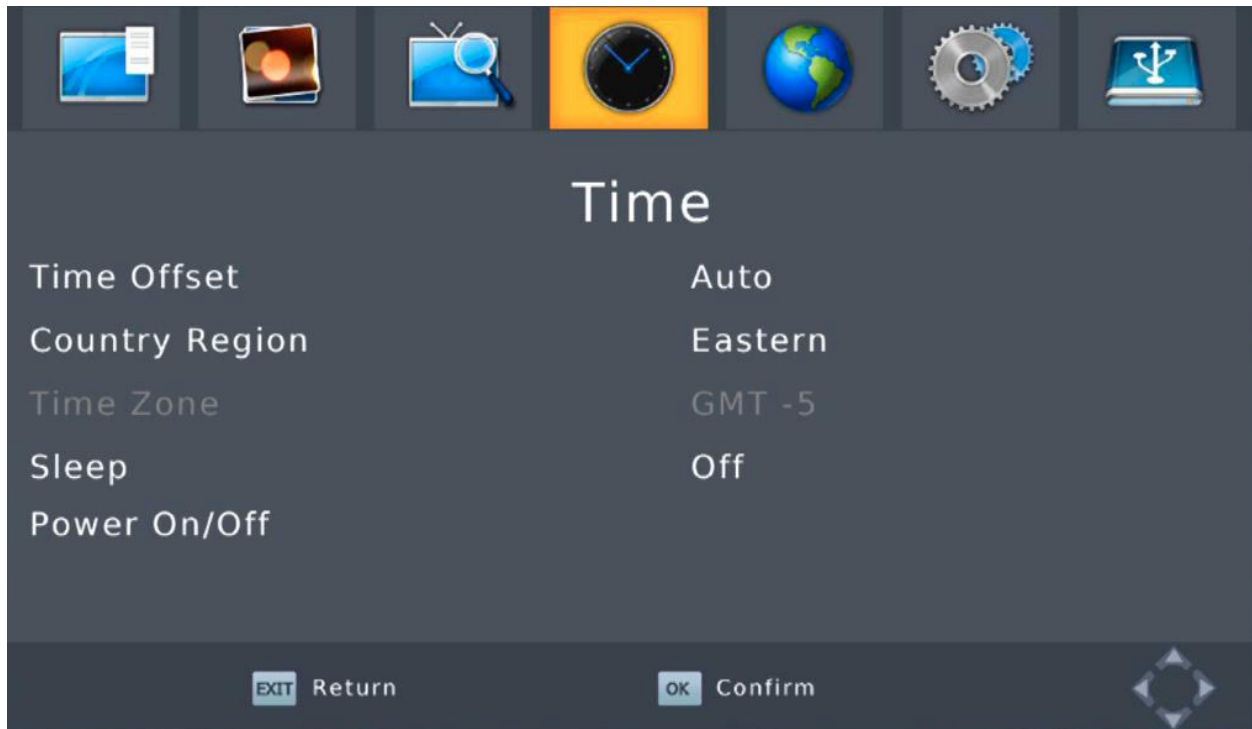 Time
Time Offset Auto
Country Region Eastern
Time Zone GMT -5
Sleep Off
Power On/Off
EXIT Return OK Confirm